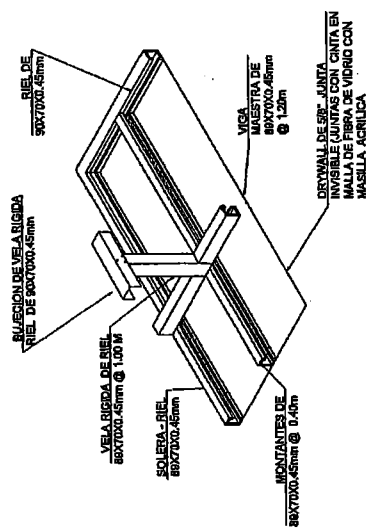 SUJECIÓN DE VELA RÍGIDA
RIEL DE 90X70X0.45mm
RIEL DE
90X70X0.45mm
VELA RIGIDA DE RIEL
89X70X0.45mm @ 1.00 M
SOLERA - RIEL
89X70X0.45mm
VIGA
MAESTRA DE
89X70X0.45mm
@ 1.20m
MONTANTES DE
89X70X0.45mm @ 0.40m
DRYWALL DE 5/8" JUNTA
INVISIBLE (JUNTAS CON CINTA EN
MALLA DE FIBRA DE VIDRIO CON
MASILLA ACRILICA